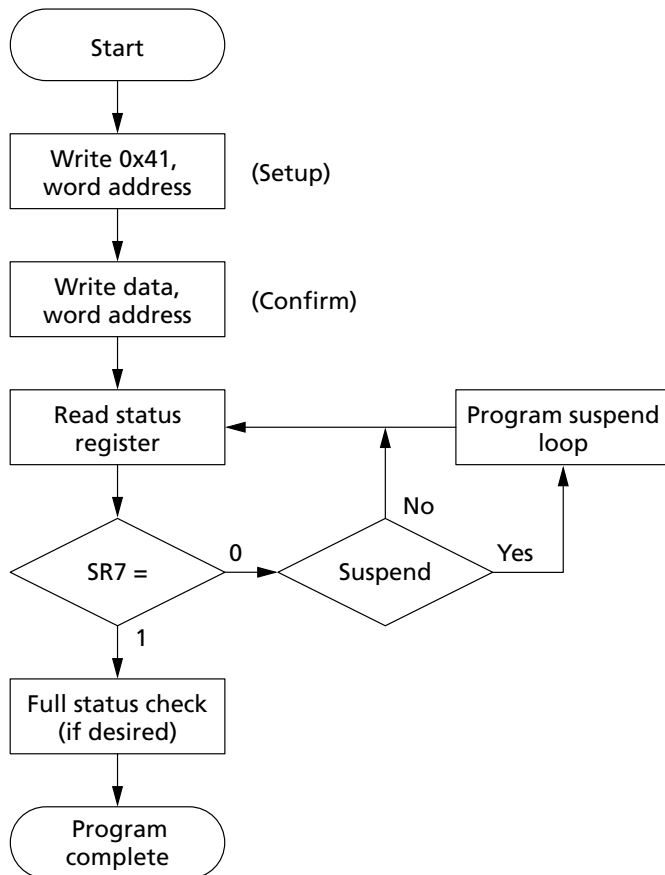 Start
Write 0x41,
word address
(Setup)
Write data,
word address
(Confirm)
Read status
register
Program suspend
loop
No
SR7 =
0
Suspend
Yes
1
Full status check
(if desired)
Program
complete